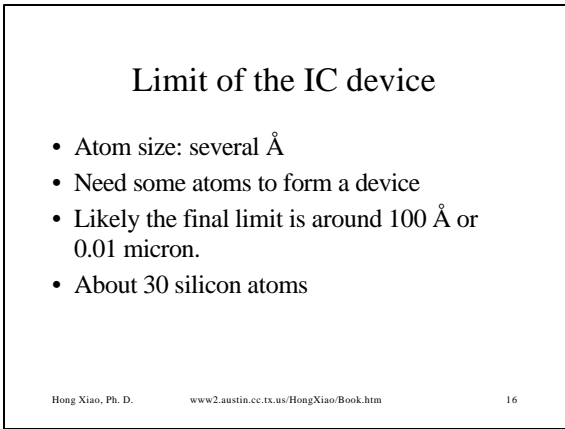 Limit of the IC device
• Atom size: several Å
• Need some atoms to form a device
• Likely the final limit is around 100 Å or
0.01 micron.
• About 30 silicon atoms
Hong Xiao, Ph. D. www2.austin.cc.tx.us/HongXiao/Book.htm 16